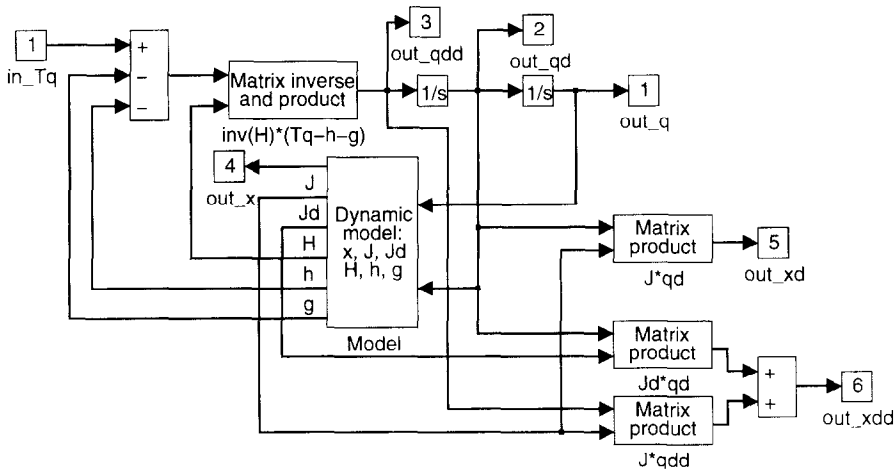 3
out_qdd
2
out_qd
1
in_Tq
+
−
−
Matrix inverse
and product
inv(H)*(Tq−h−g)
1/s
1/s
1
out_q
4
out_x
J
Jd
H
h
g
Dynamic
model:
x, J, Jd
H, h, g
Model
Matrix
product
J*qd
5
out_xd
Matrix
product
Jd*qd
+
+
6
out_xdd
Matrix
product
J*qdd